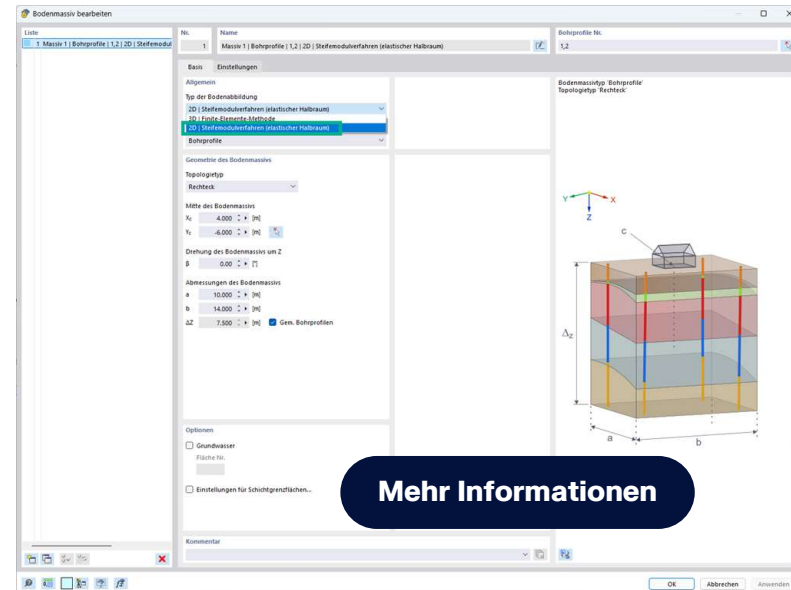 Bodenmassiv bearbeiten
Liste
1 Massiv 1 | Bohrprofile | 1,2 | 2D | Steifemodul
Nr.
1
Name
Massiv 1 | Bohrprofile | 1,2 | 2D | Steifemodulverfahren (elastischer Halbraum)
Bohrprofile Nr.
1,2
Basis
Einstellungen
Allgemein
Typ der Bodenabbildung
2D | Steifemodulverfahren (elastischer Halbraum)
3D | Finite-Elemente-Methode
2D | Steifemodulverfahren (elastischer Halbraum)
Bohrprofile
Geometrie des Bodenmassivs
Topologietyp
Rechteck
Mitte des Bodenmassivs
Xc 4.000 [m]
Yc -6.000 [m]
Drehung des Bodenmassivs um Z
β 0.00 [°]
Abmessungen des Bodenmassivs
a 10.000 [m]
b 14.000 [m]
ΔZ 7.500 [m] Gem. Bohrprofilen
Optionen
Grundwasser
Fläche Nr.
Einstellungen für Schichtgrenzflächen...
Kommentar
Bodenmassivtyp 'Bohrprofile'
Topologietyp 'Rechteck'
Y
X
Z
c
Δz
a
b
Mehr Informationen
OK
Abbrechen
Anwenden